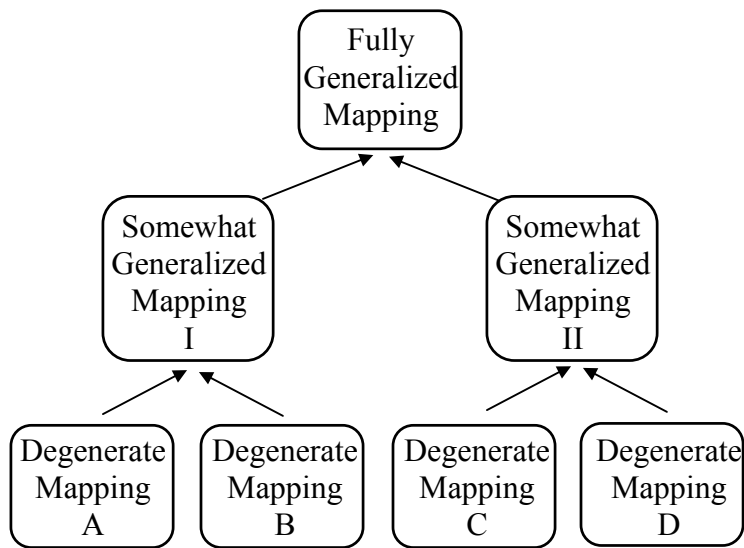 Fully
Generalized
Mapping
Somewhat
Generalized
Mapping
I
Somewhat
Generalized
Mapping
II
Degenerate
Mapping
A
Degenerate
Mapping
B
Degenerate
Mapping
C
Degenerate
Mapping
D